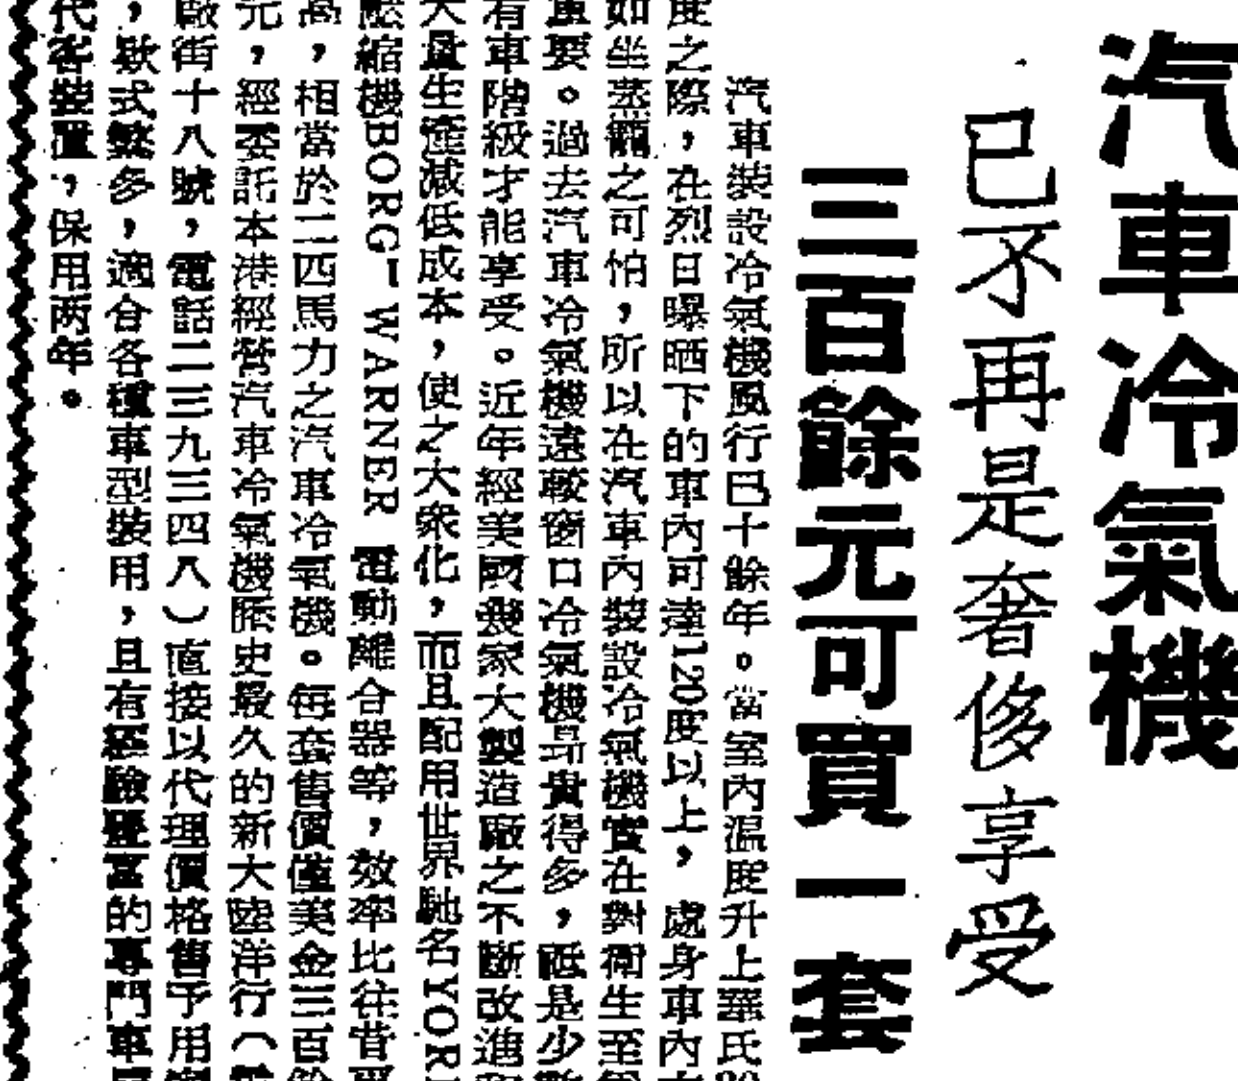 汽車冷氣機
已不再是奢侈享受
三百餘元可買一套
汽車裝設冷氣機風行已十餘年。當室內温度升上華氏
度之際，在烈日曝晒下的車內可達120度以上，處身車內
如坐蒸籠之可怕，所以在汽車內裝設冷氣機實在對衛生至
重要。過去汽車冷氣機遠較窗口冷氣機昂貴得多，祇是少數
有車階級才能享受。近年經美國幾家大製造廠之不斷改進
大量生產減低成本，使之大衆化，而且配用世界馳名YOR
壓縮機BORG-WARNER 電動離合器等，效率比往昔更
高，相當於二四馬力之汽車冷氣機。每套售價僅美金三百餘
元，經委託本港經營汽車冷氣機歷史最久的新大陸洋行（
廠街十八號，電話二三九三四八）直接以代理價格售予用
，歀式繁多，適合各種車型裝用，且有經驗豐富的專門車
代客裝置，保用两年。